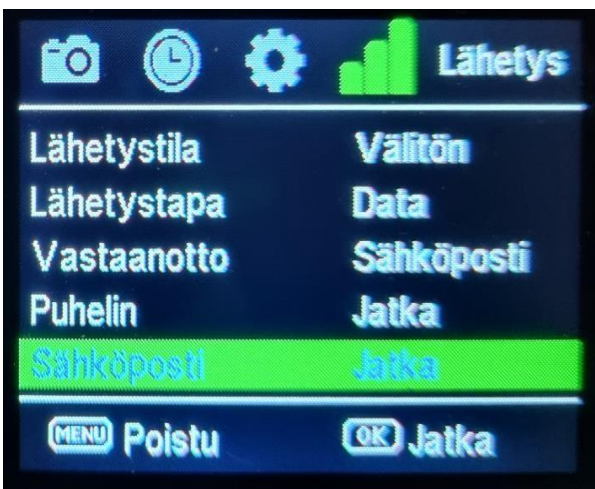 Lähetys
Lähetystila Välitön
Lähetystapa Data
Vastaanotto Sähköposti
Puhelin Jatka
Sähköposti Jatka
MENU Poistu OK Jatka